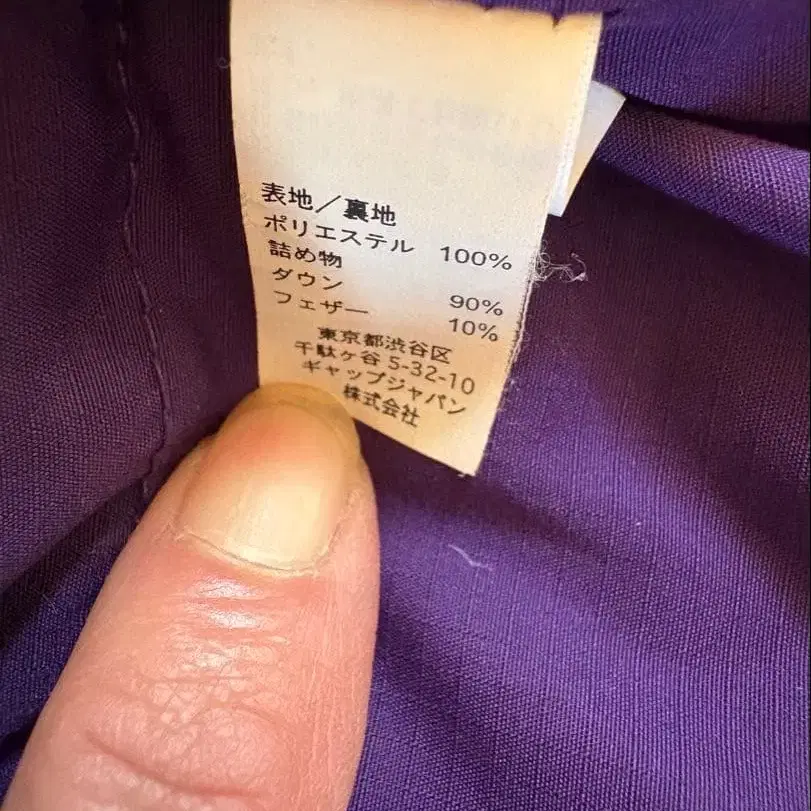 表地／裏地
ポリエステル 100%
詰め物
ダウン 90%
フェザー 10%
東京都渋谷区
千駄ヶ谷 5-32-10
ギャップジャパン
株式会社